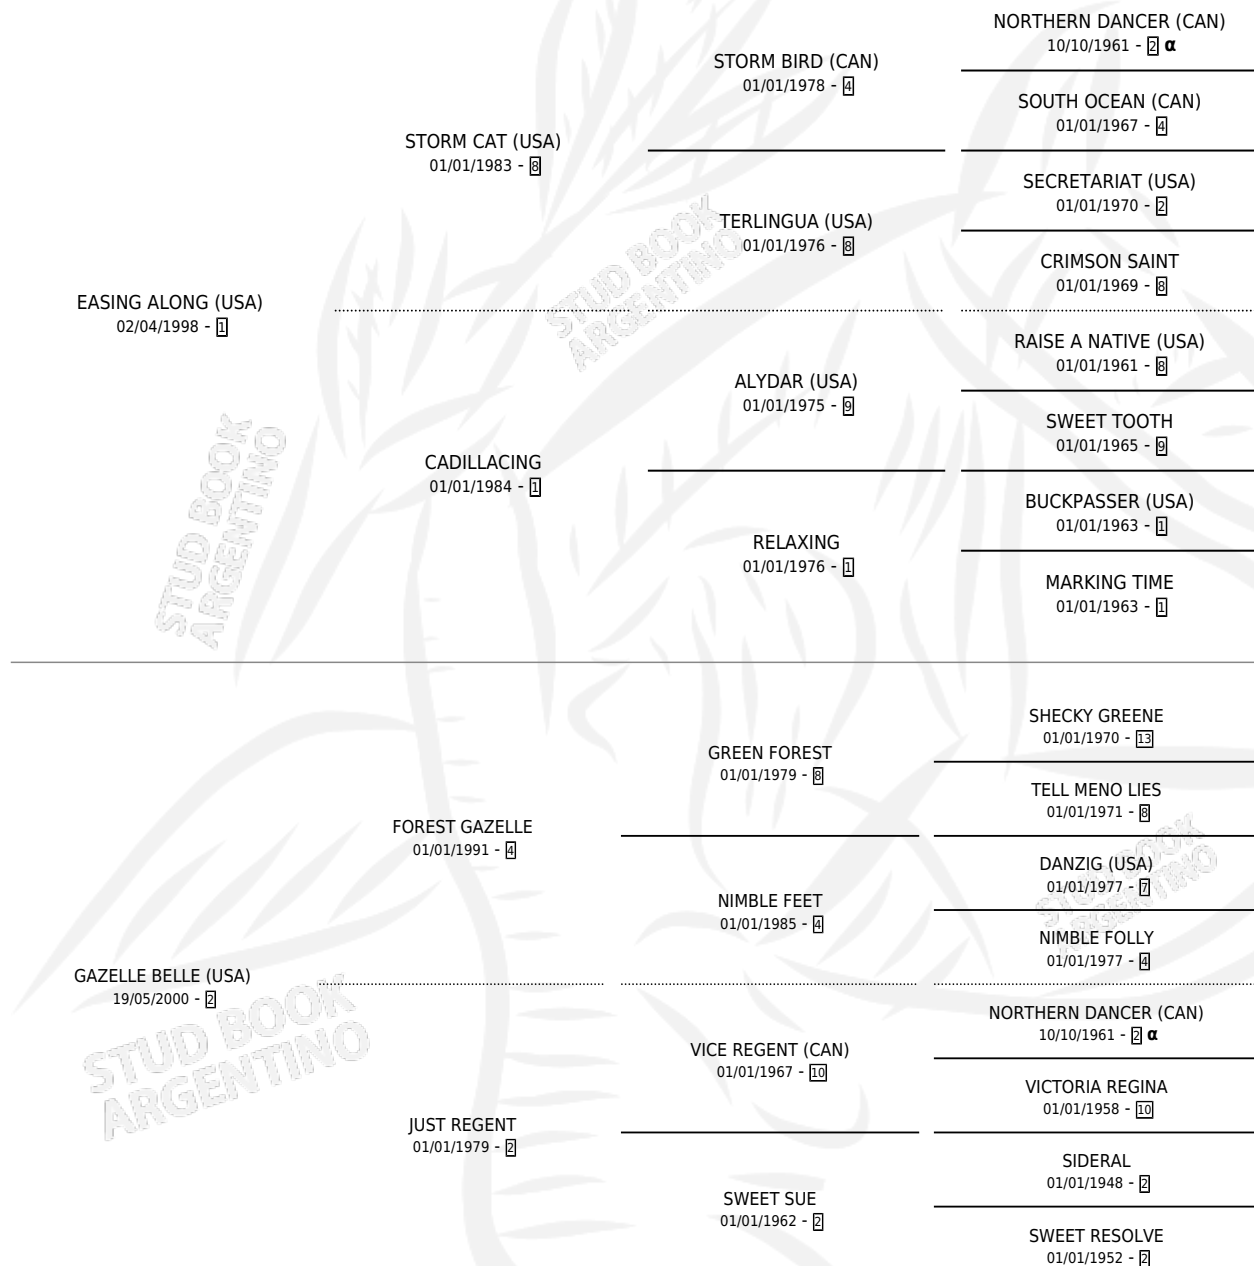 NORTHERN DANCER (CAN)
10/10/1961 - 2 α
STORM BIRD (CAN)
01/01/1978 - 4
SOUTH OCEAN (CAN)
01/01/1967 - 4
STORM CAT (USA)
01/01/1983 - 8
SECRETARIAT (USA)
01/01/1970 - 2
TERLINGUA (USA)
01/01/1976 - 8
CRIMSON SAINT
01/01/1969 - 8
EASING ALONG (USA)
02/04/1998 - 1
RAISE A NATIVE (USA)
01/01/1961 - 8
ALYDAR (USA)
01/01/1975 - 9
SWEET TOOTH
01/01/1965 - 9
CADILLACING
01/01/1984 - 1
BUCKPASSER (USA)
01/01/1963 - 1
RELAXING
01/01/1976 - 1
MARKING TIME
01/01/1963 - 1
SHECKY GREENE
01/01/1970 - 13
GREEN FOREST
01/01/1979 - 8
TELL MENO LIES
01/01/1971 - 8
FOREST GAZELLE
01/01/1991 - 4
DANZIG (USA)
01/01/1977 - 7
NIMBLE FEET
01/01/1985 - 4
NIMBLE FOLLY
01/01/1977 - 4
GAZELLE BELLE (USA)
19/05/2000 - 2
NORTHERN DANCER (CAN)
10/10/1961 - 2 α
VICE REGENT (CAN)
01/01/1967 - 10
VICTORIA REGINA
01/01/1958 - 10
JUST REGENT
01/01/1979 - 2
SIDERAL
01/01/1948 - 2
SWEET SUE
01/01/1962 - 2
SWEET RESOLVE
01/01/1952 - 2
STUD BOOK
ARGENTINO
STUD BOOK
ARGENTINO
STUD BOOK
ARGENTINO
STUD BOOK
ARGENTINO